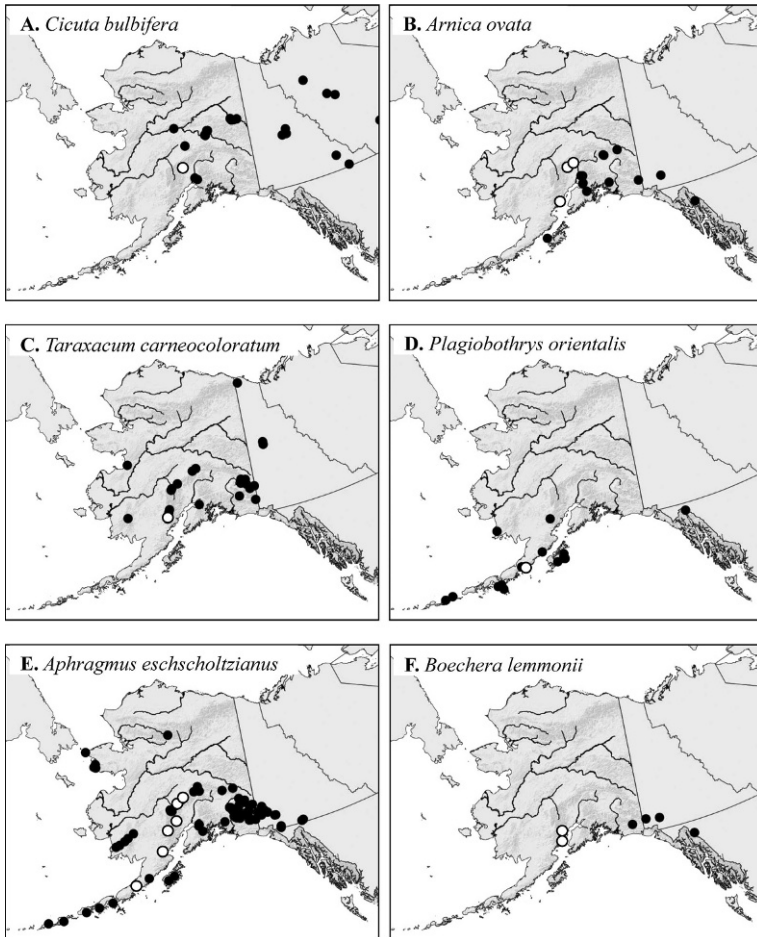 A. Cicuta bulbifera
B. Arnica ovata
C. Taraxacum carneocoloratum
D. Plagiobothrys orientalis
E. Aphragmus eschscholtzianus
F. Boechera lemmonii